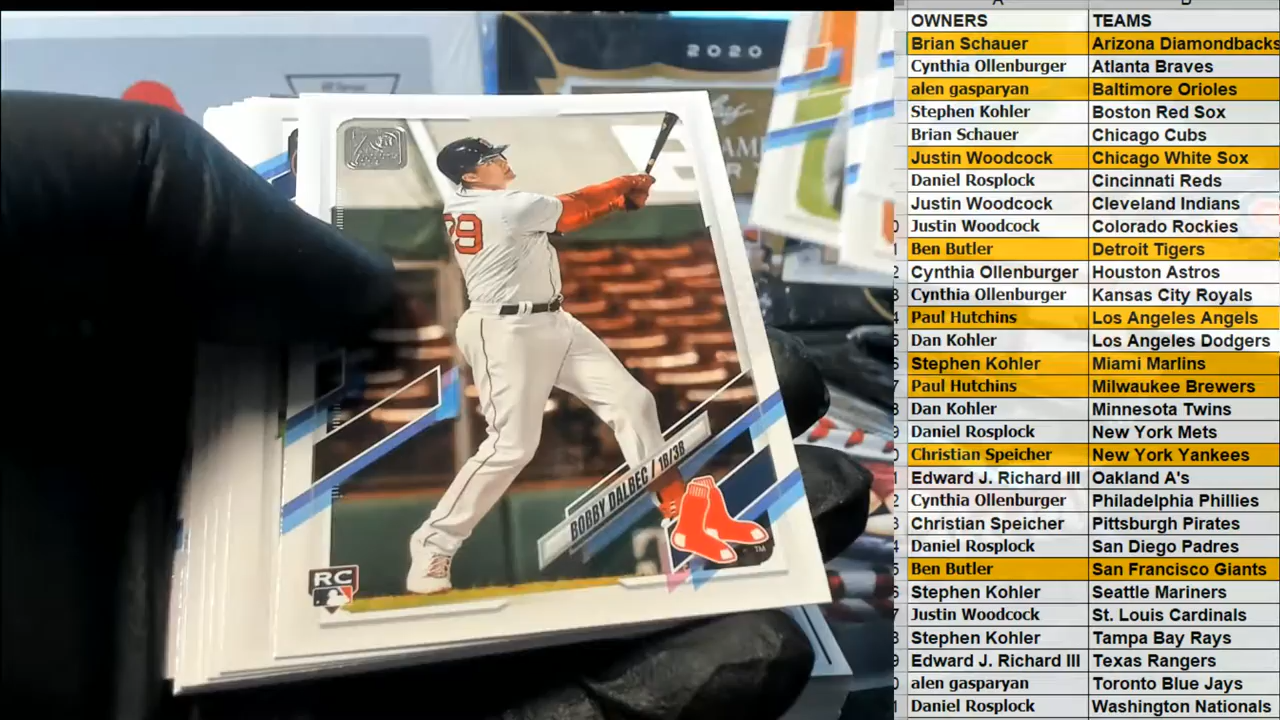 2020
29
BOBBY DALBEC / 1B/3B
TM
RC
OWNERS TEAMS
Brian Schauer Arizona Diamondbacks
Cynthia Ollenburger Atlanta Braves
alen gasparyan Baltimore Orioles
Stephen Kohler Boston Red Sox
Brian Schauer Chicago Cubs
Justin Woodcock Chicago White Sox
Daniel Rosplock Cincinnati Reds
Justin Woodcock Cleveland Indians
Justin Woodcock Colorado Rockies
Ben Butler Detroit Tigers
Cynthia Ollenburger Houston Astros
Cynthia Ollenburger Kansas City Royals
Paul Hutchins Los Angeles Angels
Dan Kohler Los Angeles Dodgers
Stephen Kohler Miami Marlins
Paul Hutchins Milwaukee Brewers
Dan Kohler Minnesota Twins
Daniel Rosplock New York Mets
Christian Speicher New York Yankees
Edward J. Richard III Oakland A's
Cynthia Ollenburger Philadelphia Phillies
Christian Speicher Pittsburgh Pirates
Daniel Rosplock San Diego Padres
Ben Butler San Francisco Giants
Stephen Kohler Seattle Mariners
Justin Woodcock St. Louis Cardinals
Stephen Kohler Tampa Bay Rays
Edward J. Richard III Texas Rangers
alen gasparyan Toronto Blue Jays
Daniel Rosplock Washington Nationals